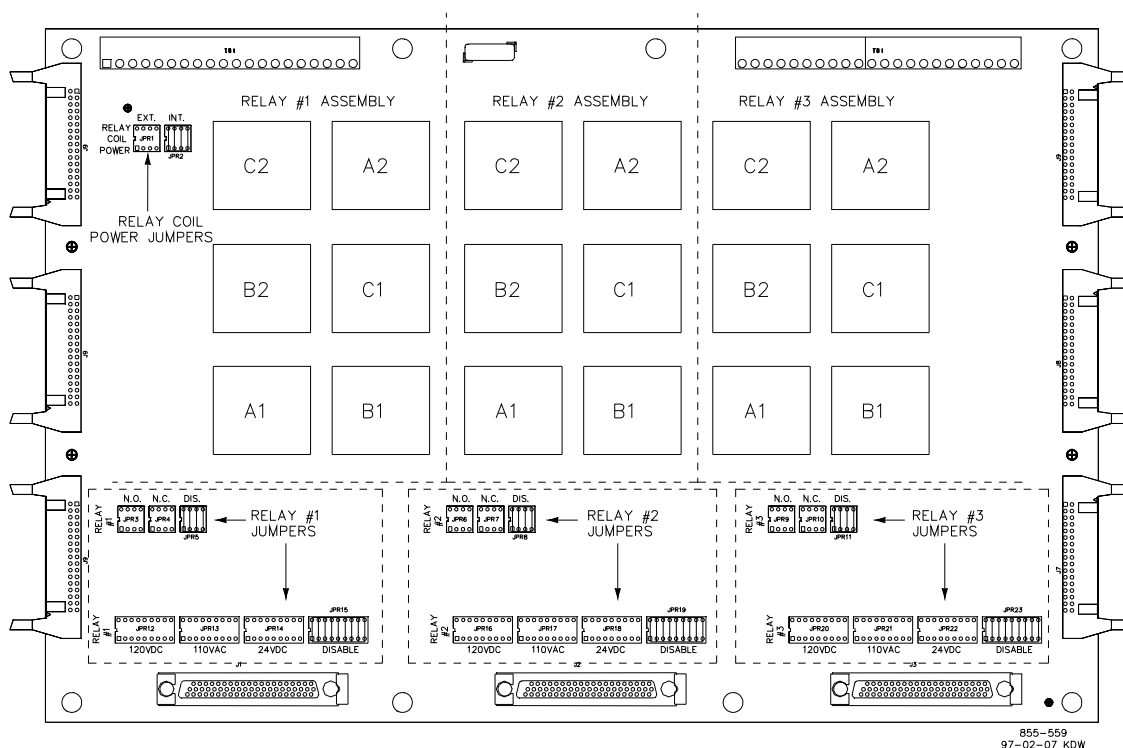 TB1
TB1
RELAY #1 ASSEMBLY
RELAY #2 ASSEMBLY
RELAY #3 ASSEMBLY
EXT. INT.
RELAY
COIL
POWER
JPR1
JPR2
RELAY COIL
POWER JUMPERS
J9
J9
C2 A2 C2 A2 C2 A2
B2 C1 B2 C1 B2 C1
J9
J8
A1 B1 A1 B1 A1 B1
J9
J7
N.O. N.C. DIS.
RELAY
#1
JPR3 JPR4
JPR5
RELAY #1
JUMPERS
N.O. N.C. DIS.
RELAY
#2
JPR6 JPR7
JPR8
RELAY #2
JUMPERS
N.O. N.C. DIS.
RELAY
#3
JPR9 JPR10
JPR11
RELAY #3
JUMPERS
RELAY
#1
JPR12 JPR13 JPR14 JPR15
120VDC 110VAC 24VDC DISABLE
RELAY
#2
JPR16 JPR17 JPR18 JPR19
120VDC 110VAC 24VDC DISABLE
RELAY
#3
JPR20 JPR21 JPR22 JPR23
120VDC 110VAC 24VDC DISABLE
J1
J2
J3
855-559
97-02-07 KDW